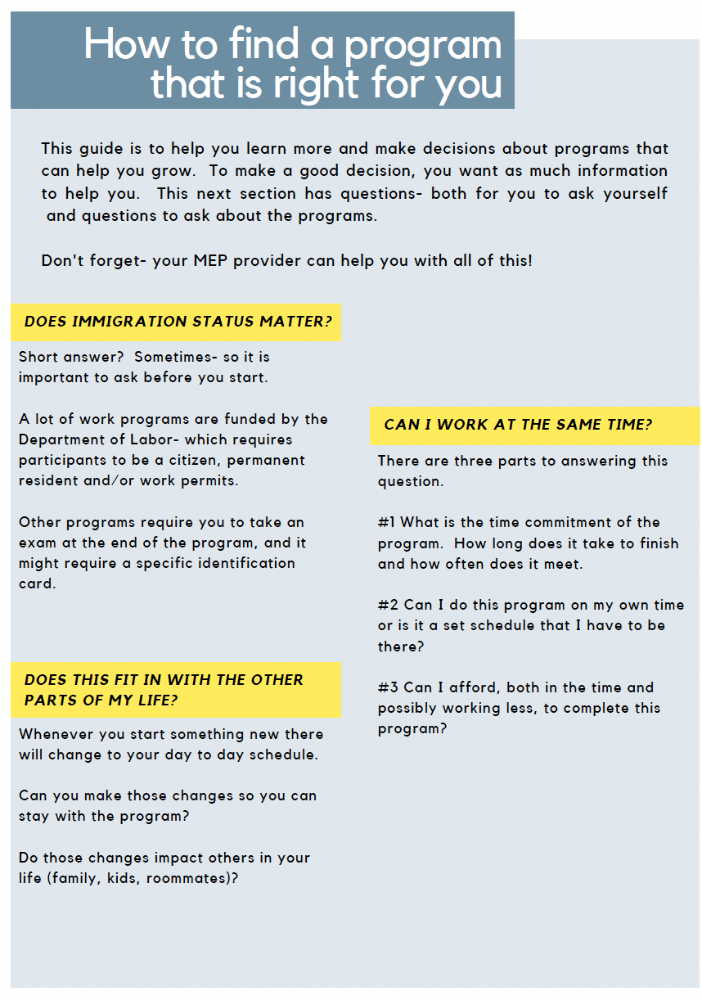 How to find a program
that is right for you
This guide is to help you learn more and make decisions about programs that
can help you grow.  To make a good decision, you want as much information
to help you.  This next section has questions- both for you to ask yourself
and questions to ask about the programs.
Don't forget- your MEP provider can help you with all of this!
DOES IMMIGRATION STATUS MATTER?
Short answer?  Sometimes- so it is
important to ask before you start.
A lot of work programs are funded by the
Department of Labor- which requires
participants to be a citizen, permanent
resident and/or work permits.
Other programs require you to take an
exam at the end of the program, and it
might require a specific identification
card.
DOES THIS FIT IN WITH THE OTHER
PARTS OF MY LIFE?
Whenever you start something new there
will change to your day to day schedule.
Can you make those changes so you can
stay with the program?
Do those changes impact others in your
life (family, kids, roommates)?
CAN I WORK AT THE SAME TIME?
There are three parts to answering this
question.
#1 What is the time commitment of the
program.  How long does it take to finish
and how often does it meet.
#2 Can I do this program on my own time
or is it a set schedule that I have to be
there?
#3 Can I afford, both in the time and
possibly working less, to complete this
program?